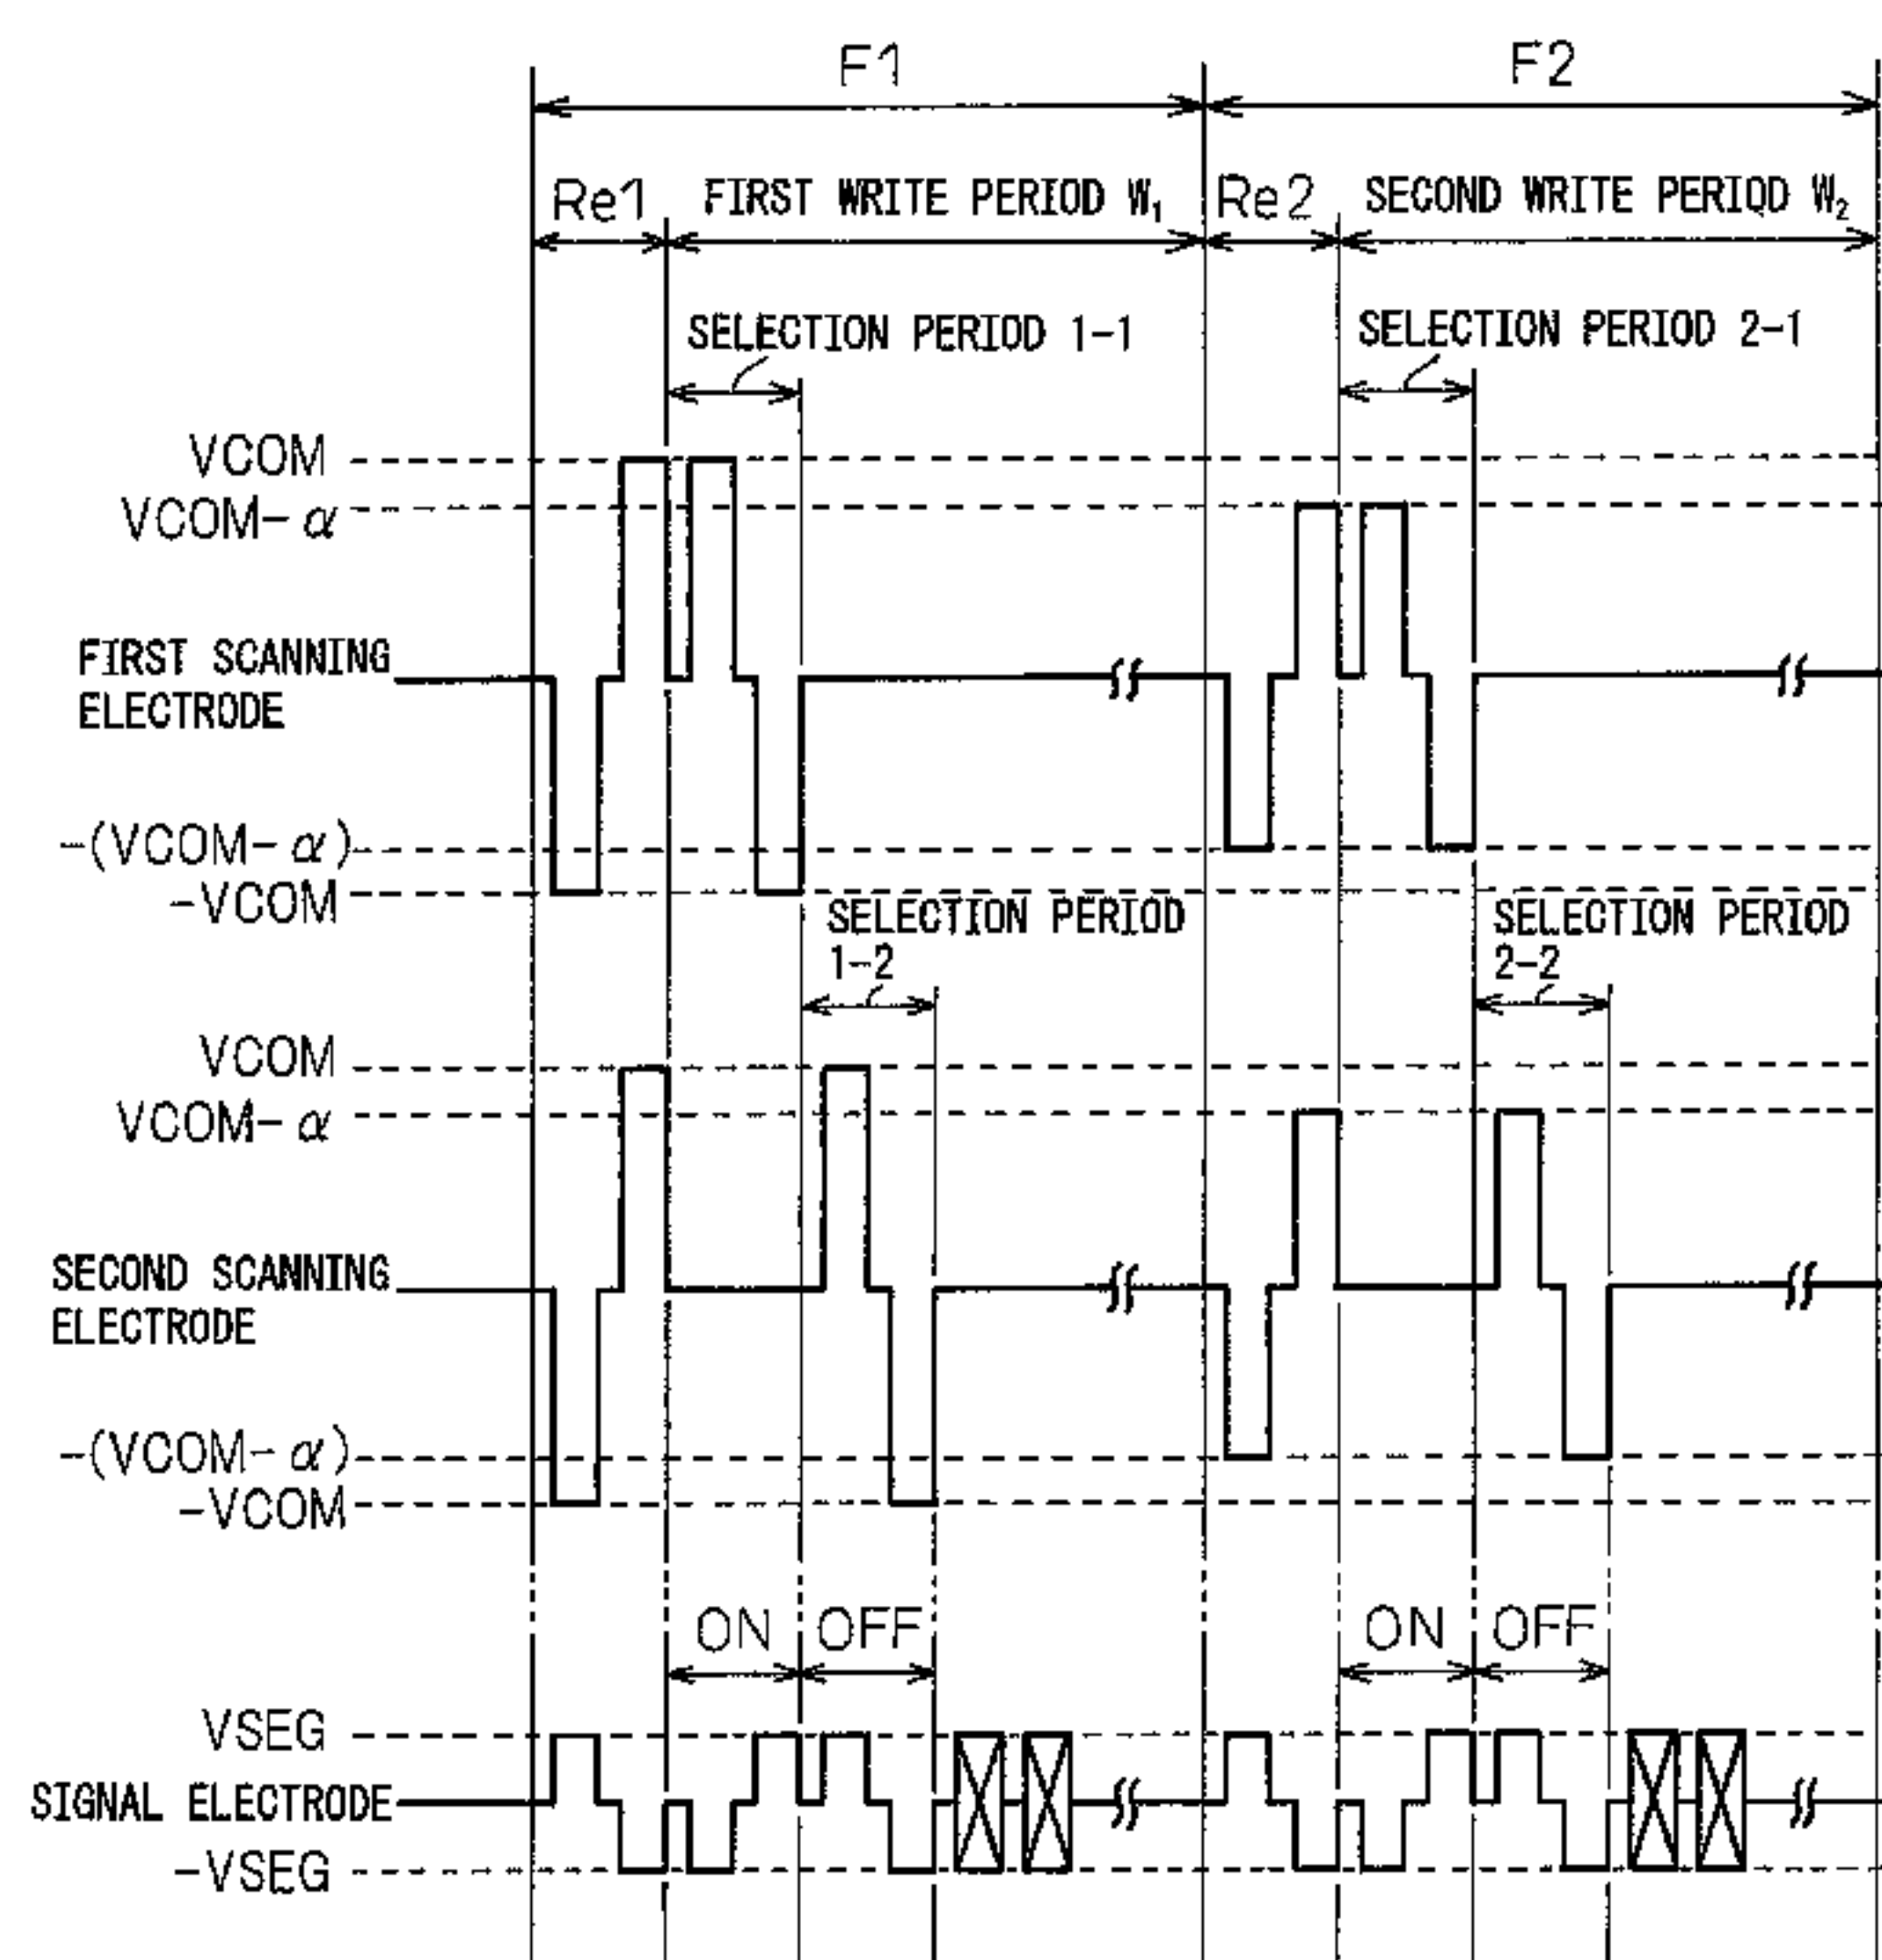 F1 F2
Re1 FIRST WRITE PERIOD W₁ Re2 SECOND WRITE PERIOD W₂
SELECTION PERIOD 1-1 SELECTION PERIOD 2-1
VCOM
VCOM-α
FIRST SCANNING
ELECTRODE
-(VCOM-α)
-VCOM
SELECTION PERIOD
1-2
SELECTION PERIOD
2-2
VCOM
VCOM-α
SECOND SCANNING
ELECTRODE
-(VCOM-α)
-VCOM
ON OFF ON OFF
VSEG
SIGNAL ELECTRODE
-VSEG